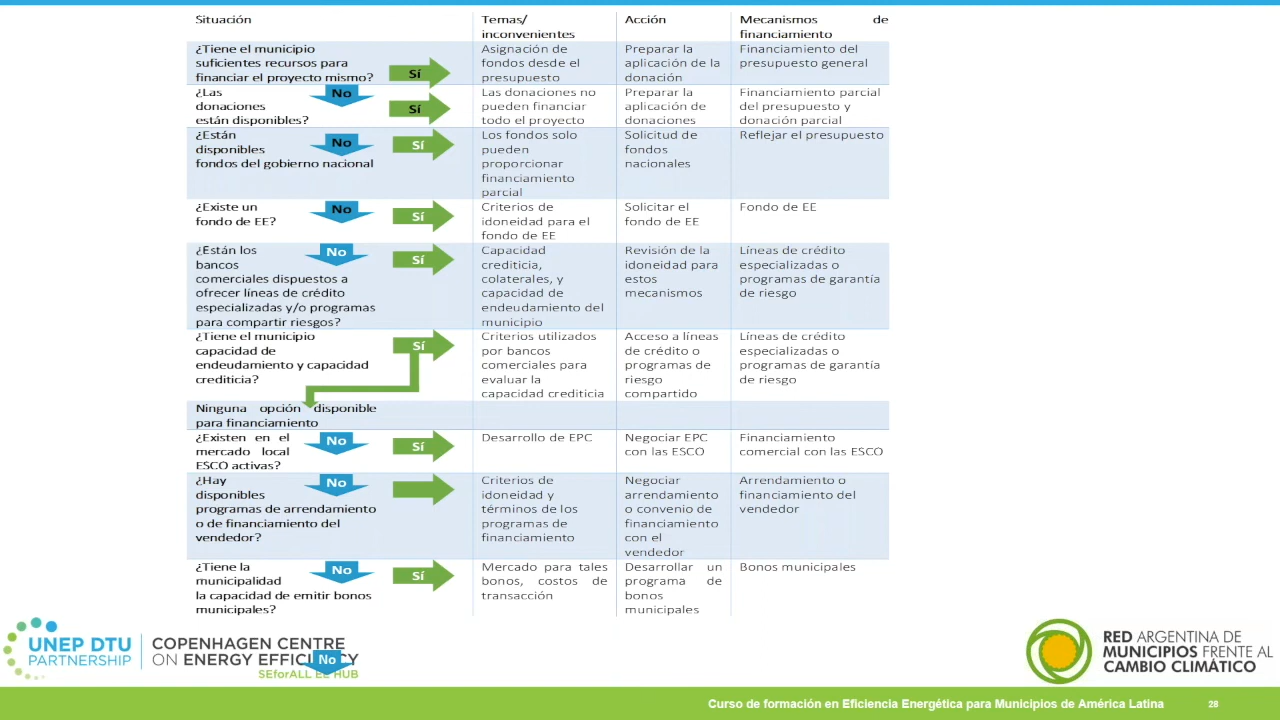 Situación
Temas/
inconvenientes
Acción
Mecanismos de
financiamiento
¿Tiene el municipio
suficientes recursos para
financiar el proyecto mismo?
Sí
Asignación de
fondos desde el
presupuesto
Preparar la
aplicación de la
donación
Financiamiento del
presupuesto general
¿Las
donaciones
están disponibles?
No
Sí
Las donaciones no
pueden financiar
todo el proyecto
Preparar la
aplicación de
donaciones
Financiamiento parcial
del presupuesto y
donación parcial
¿Están
disponibles
fondos del gobierno nacional
No
Sí
Los fondos solo
pueden
proporcionar
financiamiento
parcial
Solicitud de
fondos
nacionales
Reflejar el presupuesto
¿Existe un
fondo de EE?
No
Sí
Criterios de
idoneidad para el
fondo de EE
Solicitar el
fondo de EE
Fondo de EE
¿Están los
bancos
comerciales dispuestos a
ofrecer líneas de crédito
especializadas y/o programas
para compartir riesgos?
No
Sí
Capacidad
crediticia,
colaterales, y
capacidad de
endeudamiento del
municipio
Revisión de la
idoneidad para
estos
mecanismos
Líneas de crédito
especializadas o
programas de garantía
de riesgo
¿Tiene el municipio
capacidad de
endeudamiento y capacidad
crediticia?
Sí
Criterios utilizados
por bancos
comerciales para
evaluar la
capacidad crediticia
Acceso a líneas
de crédito o
programas de
riesgo
compartido
Líneas de crédito
especializadas o
programas de garantía
de riesgo
Ninguna opción disponible
para financiamiento
¿Existen en el
mercado local
ESCO activas?
No
Sí
Desarrollo de EPC
Negociar EPC
con las ESCO
Financiamiento
comercial con las ESCO
¿Hay
disponibles
programas de arrendamiento
o de financiamiento del
vendedor?
No
Criterios de
idoneidad y
términos de los
programas de
financiamiento
Negociar
arrendamiento
o convenio de
financiamiento
con el
vendedor
Arrendamiento o
financiamiento del
vendedor
¿Tiene la
municipalidad
la capacidad de emitir bonos
municipales?
No
Sí
Mercado para tales
bonos, costos de
transacción
Desarrollar un
programa de
bonos
municipales
Bonos municipales
UNEP DTU
PARTNERSHIP
COPENHAGEN CENTRE
ON ENERGY EFFICIENCY
SEforALL EE HUB
No
RED ARGENTINA DE
MUNICIPIOS FRENTE AL
CAMBIO CLIMÁTICO
Curso de formación en Eficiencia Energética para Municipios de América Latina
28